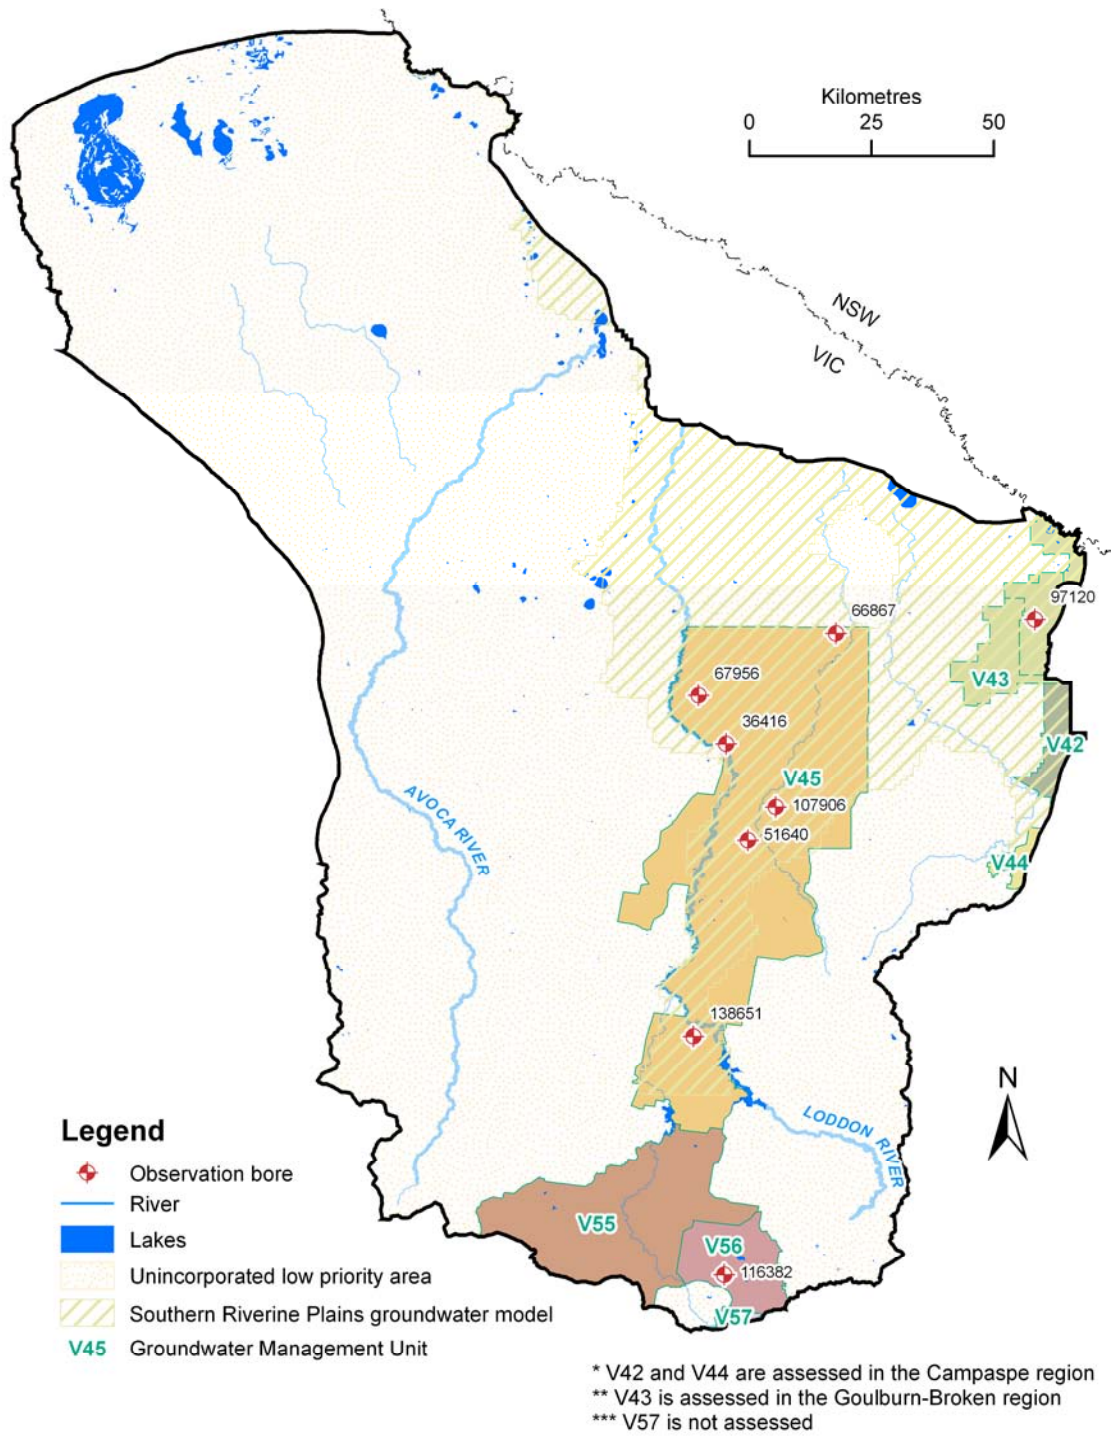 Kilometres
0 25 50
NSW
VIC
97120
66867
V43
67956
36416
V42
V45
107906
AVOCA RIVER
51640
V44
138651
N
LODDON RIVER
Legend
Observation bore
River
Lakes
Unincorporated low priority area
Southern Riverine Plains groundwater model
V45 Groundwater Management Unit
V55
V56
116382
V57
* V42 and V44 are assessed in the Campaspe region
** V43 is assessed in the Goulburn-Broken region
*** V57 is not assessed